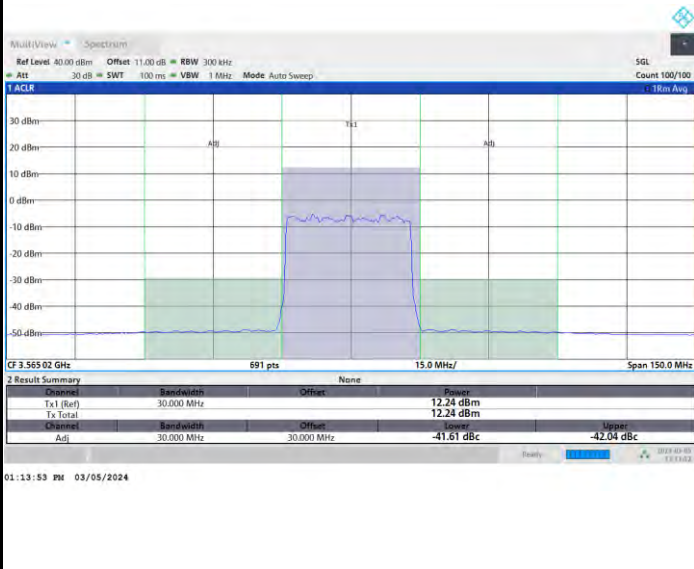 MultiView Spectrum
Ref Level 40.00 dBm Offset 11.00 dB RBW 300 kHz SGL
Att 30 dB SWT 100 ms VBW 1 MHz Mode Auto Sweep Count 100/100
1 ACLR 1Rm Avg
30 dBm
Tx1
20 dBm Adj Adj
10 dBm
0 dBm
-10 dBm
-20 dBm
-30 dBm
-40 dBm
-50 dBm
CF 3.565 02 GHz 691 pts 15.0 MHz/ Span 150.0 MHz
2 Result Summary None
Channel Bandwidth Offset Power
Tx1 (Ref) 30.000 MHz 12.24 dBm
Tx Total 12.24 dBm
Channel Bandwidth Offset Lower Upper
Adj 30.000 MHz 30.000 MHz -41.61 dBc -42.04 dBc
Ready
01:13:53 PM 03/05/2024